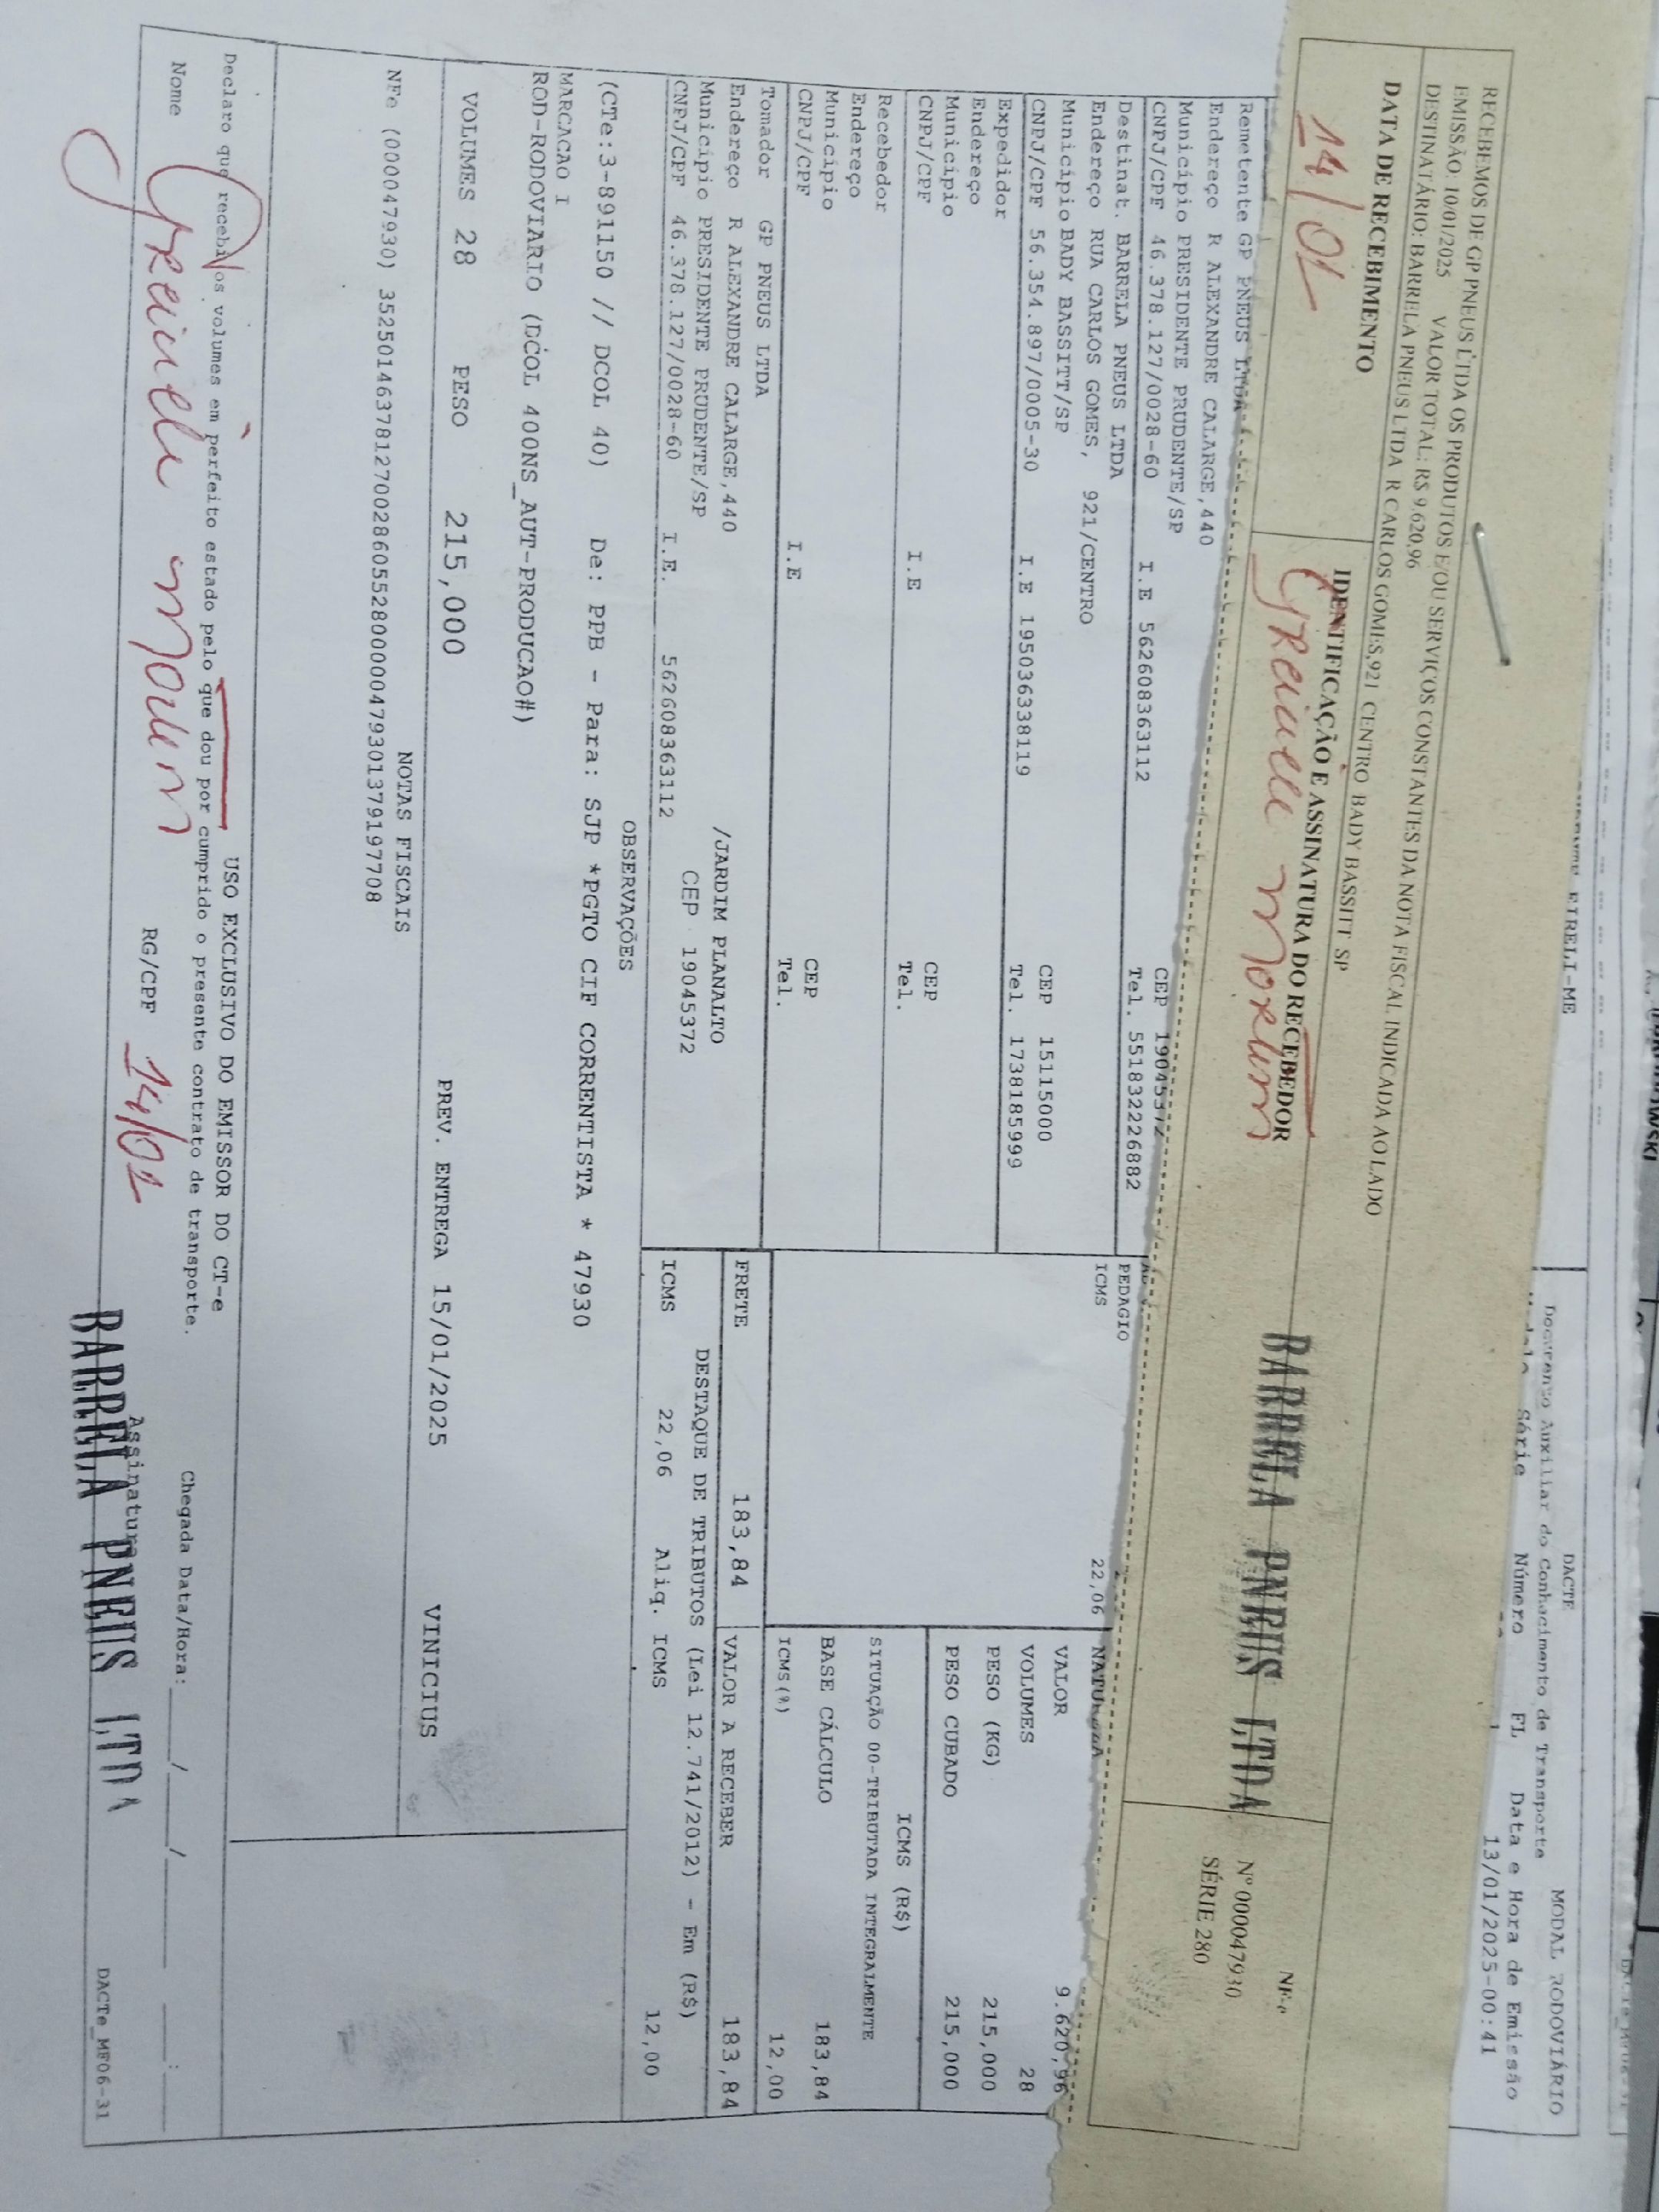 EIRELI-ME
DACTE
MODAL RODOVIÁRIO
Documento Auxiliar do Conhecimento de Transporte
Série Número FL Data e Hora de Emissão
1 13/01/2025-00:41
RECEBEMOS DE GP PNEUS LTDA OS PRODUTOS E/OU SERVIÇOS CONSTANTES DA NOTA FISCAL INDICADA AO LADO
EMISSÃO: 10/01/2025 VALOR TOTAL: R$ 9.620,96
DESTINATÁRIO: BARRELA PNEUS LTDA R CARLOS GOMES,921 CENTRO BADY BASSITT SP
DATA DE RECEBIMENTO
14/01
IDENTIFICAÇÃO E ASSINATURA DO RECEBEDOR
BARRELA PNEUS LTDA
NF-e
Nº 000047930
SÉRIE 280
Remetente GP PNEUS LTDA
Endereço R ALEXANDRE CALARGE,440
Município PRESIDENTE PRUDENTE/SP CEP 19045372
CNPJ/CPF 46.378.127/0028-60 I.E 562608363112 Tel. 551832226882
Destinat. BARRELA PNEUS LTDA
Endereço RUA CARLOS GOMES, 921/CENTRO
Município BADY BASSITT/SP CEP 15115000
CNPJ/CPF 56.354.897/0005-30 I.E 195036338119 Tel. 1738185999
Expedidor
Endereço
Município CEP
CNPJ/CPF I.E Tel.
Recebedor
Endereço
Município CEP
CNPJ/CPF I.E Tel.
PEDAGIO
ICMS 22,06
VALOR 9.620,96
VOLUMES 28
PESO (KG) 215,000
PESO CUBADO 215,000
ICMS (R$)
SITUAÇÃO 00-TRIBUTADA INTEGRALMENTE
BASE CÁLCULO 183,84
ICMS(%) 12,00
Tomador GP PNEUS LTDA
Endereço R ALEXANDRE CALARGE,440 /JARDIM PLANALTO
Município PRESIDENTE PRUDENTE/SP CEP 19045372
CNPJ/CPF 46.378.127/0028-60 I.E. 562608363112
FRETE 183,84 VALOR A RECEBER 183,84
DESTAQUE DE TRIBUTOS (Lei 12.741/2012) - Em (R$)
ICMS 22,06 Aliq. ICMS 12,00
OBSERVAÇÕES
(CTe:3-891150 // DCOL 40) De: PPB - Para: SJP *PGTO CIF CORRENTISTA * 47930
MARCACAO I
ROD-RODOVIARIO (DCOL 400NS_AUT-PRODUCAO#)
VOLUMES 28 PESO 215,000 PREV. ENTREGA 15/01/2025 VINICIUS
NOTAS FISCAIS
NFe (000047930) 35250146378127002860552800000479301379197708
USO EXCLUSIVO DO EMISSOR DO CT-e
Declaro que recebi os volumes em perfeito estado pelo que dou por cumprido o presente contrato de transporte.
Chegada Data/Hora: ____/____/______ ____:____
Nome
RG/CPF 14/01
Assinatura
BARRELA PNEUS LTDA
DACTe_MF06-31